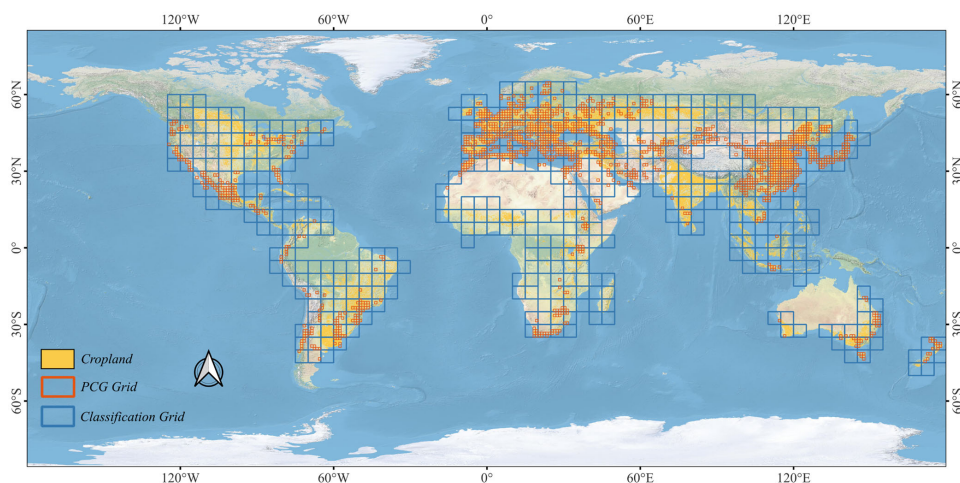 120°W 60°W 0° 60°E 120°E
60°N 60°N
30°N 30°N
0° 0°
30°S 30°S
Cropland
PCG Grid
60°S 60°S
Classification Grid
120°W 60°W 0° 60°E 120°E